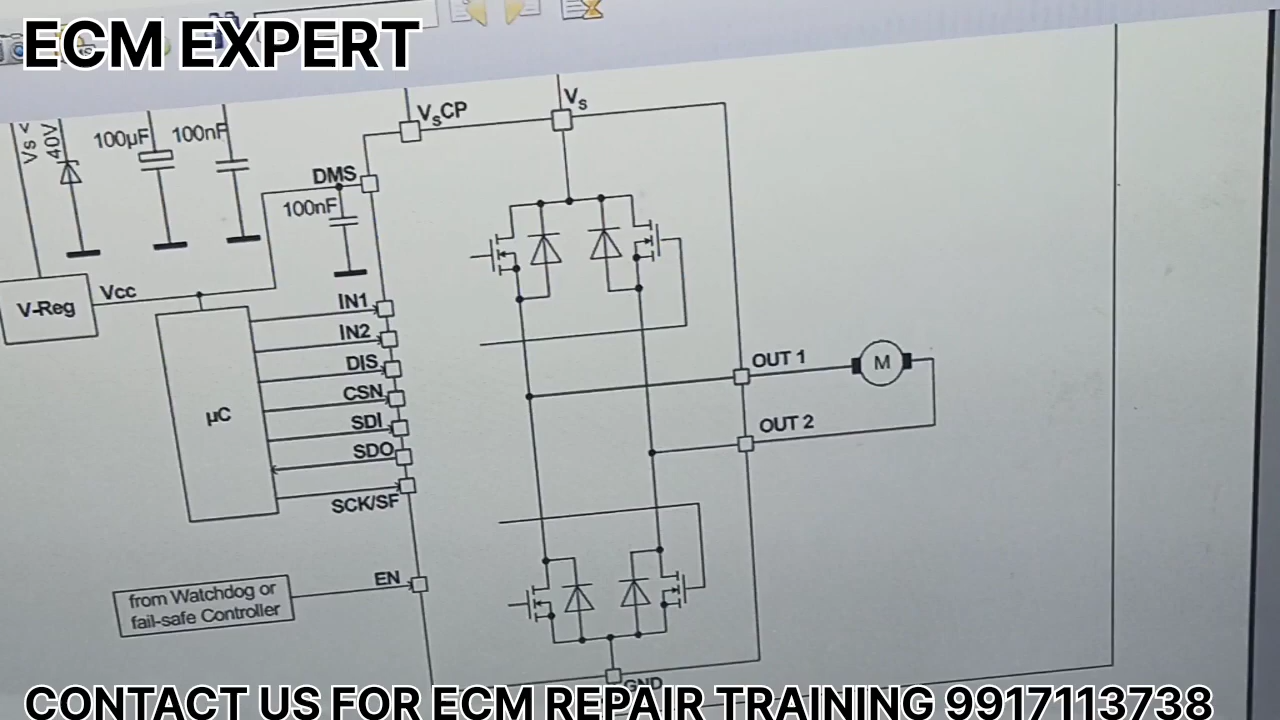 ECM EXPERT
VS <
40V
100µF
100nF
VSCP
VS
DMS
100nF
V-Reg
Vcc
IN1
IN2
DIS
CSN
SDI
SDO
SCK/SF
µC
OUT 1
M
OUT 2
EN
from Watchdog or
fail-safe Controller
GND
CONTACT US FOR ECM REPAIR TRAINING 9917113738